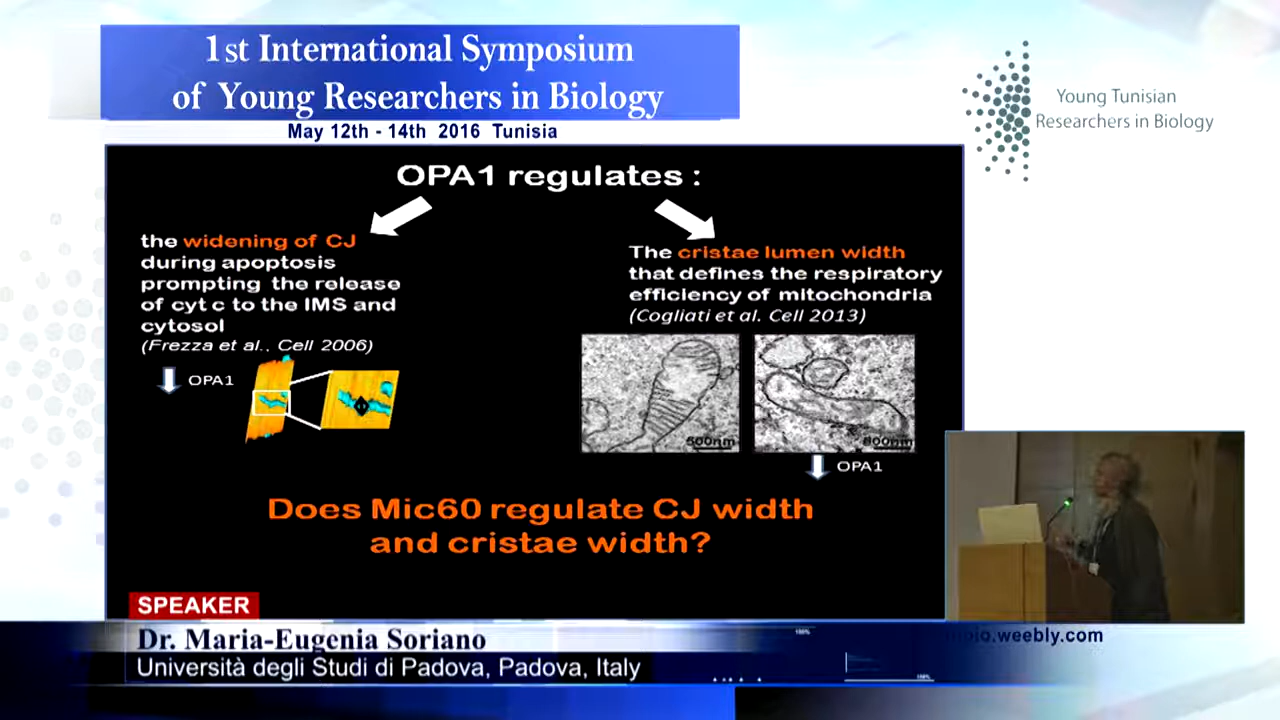 1st International Symposium
of Young Researchers in Biology
May 12th - 14th 2016 Tunisia
Young Tunisian
Researchers in Biology
OPA1 regulates :
the widening of CJ
during apoptosis
prompting the release
of cyt c to the IMS and
cytosol
(Frezza et al., Cell 2006)
OPA1
The cristae lumen width
that defines the respiratory
efficiency of mitochondria
(Cogliati et al. Cell 2013)
500nm
OPA1
Does Mic60 regulate CJ width
and cristae width?
SPEAKER
Dr. Maria-Eugenia Soriano
Università degli Studi di Padova, Padova, Italy
.weebly.com
100%
100%